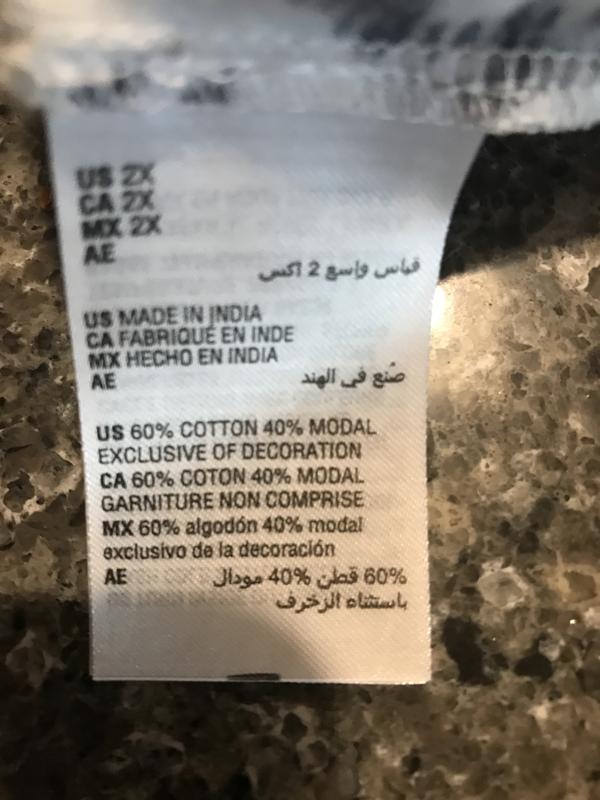 US 2X
CA 2X
MX 2X
AE
قياس واسع 2 اكس
US MADE IN INDIA
CA FABRIQUÉ EN INDE
MX HECHO EN INDIA
AE صُنع في الهند
US 60% COTTON 40% MODAL
EXCLUSIVE OF DECORATION
CA 60% COTON 40% MODAL
GARNITURE NON COMPRISE
MX 60% algodón 40% modal
exclusivo de la decoración
AE 60% قطن 40% مودال
باستثناء الزخرف